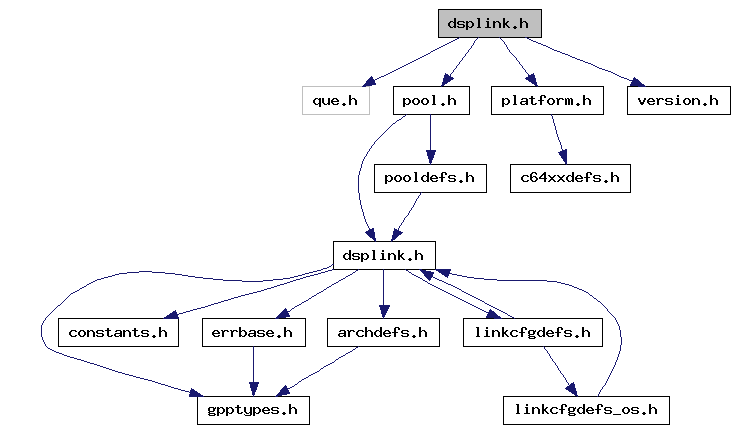 dsplink.h
que.h
pool.h
platform.h
version.h
pooldefs.h
c64xxdefs.h
dsplink.h
constants.h
errbase.h
archdefs.h
linkcfgdefs.h
gpptypes.h
linkcfgdefs_os.h